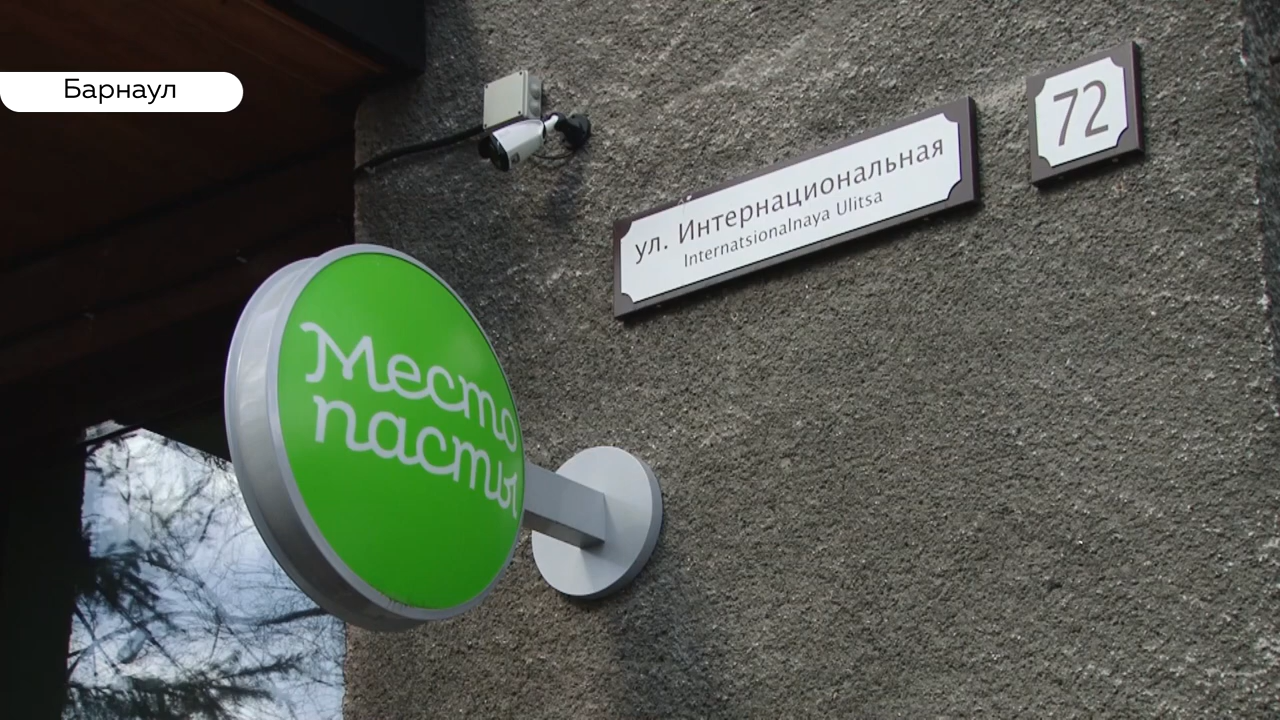 Барнаул
ул. Интернациональная
Internatsionalnaya Ulitsa
72
Место
пасты